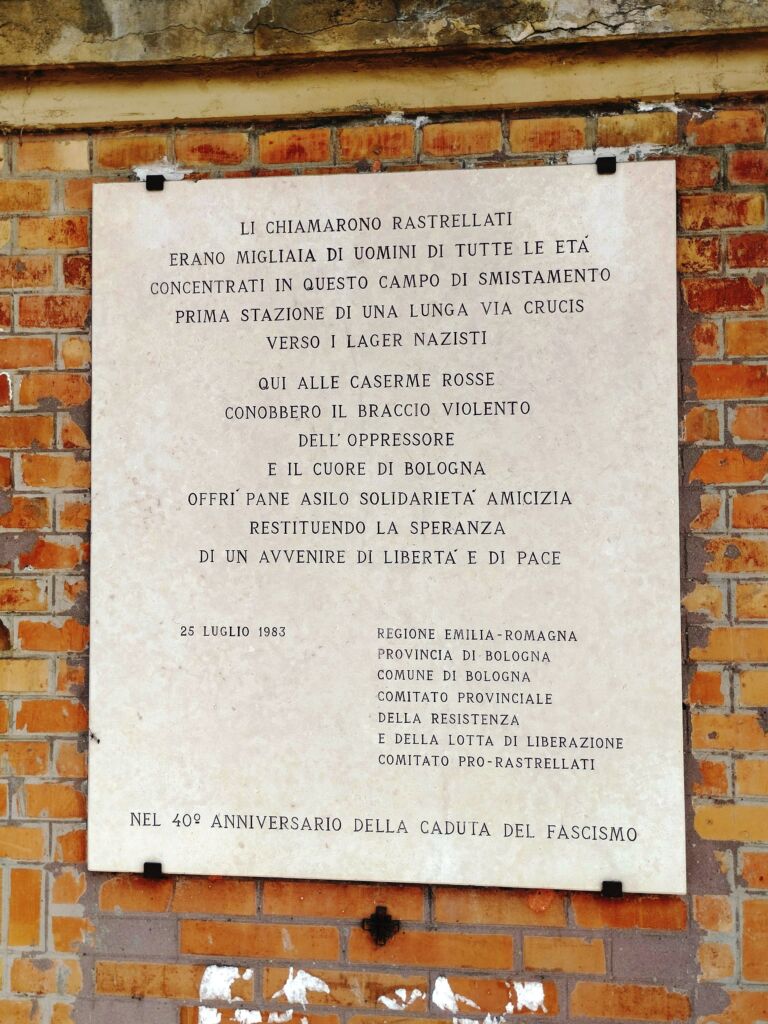 LI CHIAMARONO RASTRELLATI
ERANO MIGLIAIA DI UOMINI DI TUTTE LE ETÁ
CONCENTRATI IN QUESTO CAMPO DI SMISTAMENTO
PRIMA STAZIONE DI UNA LUNGA VIA CRUCIS
VERSO I LAGER NAZISTI
QUI ALLE CASERME ROSSE
CONOBBERO IL BRACCIO VIOLENTO
DELL'OPPRESSORE
E IL CUORE DI BOLOGNA
OFFRÍ PANE ASILO SOLIDARIETÁ AMICIZIA
RESTITUENDO LA SPERANZA
DI UN AVVENIRE DI LIBERTÁ E DI PACE
25 LUGLIO 1983
REGIONE EMILIA-ROMAGNA
PROVINCIA DI BOLOGNA
COMUNE DI BOLOGNA
COMITATO PROVINCIALE
DELLA RESISTENZA
E DELLA LOTTA DI LIBERAZIONE
COMITATO PRO-RASTRELLATI
NEL 40º ANNIVERSARIO DELLA CADUTA DEL FASCISMO